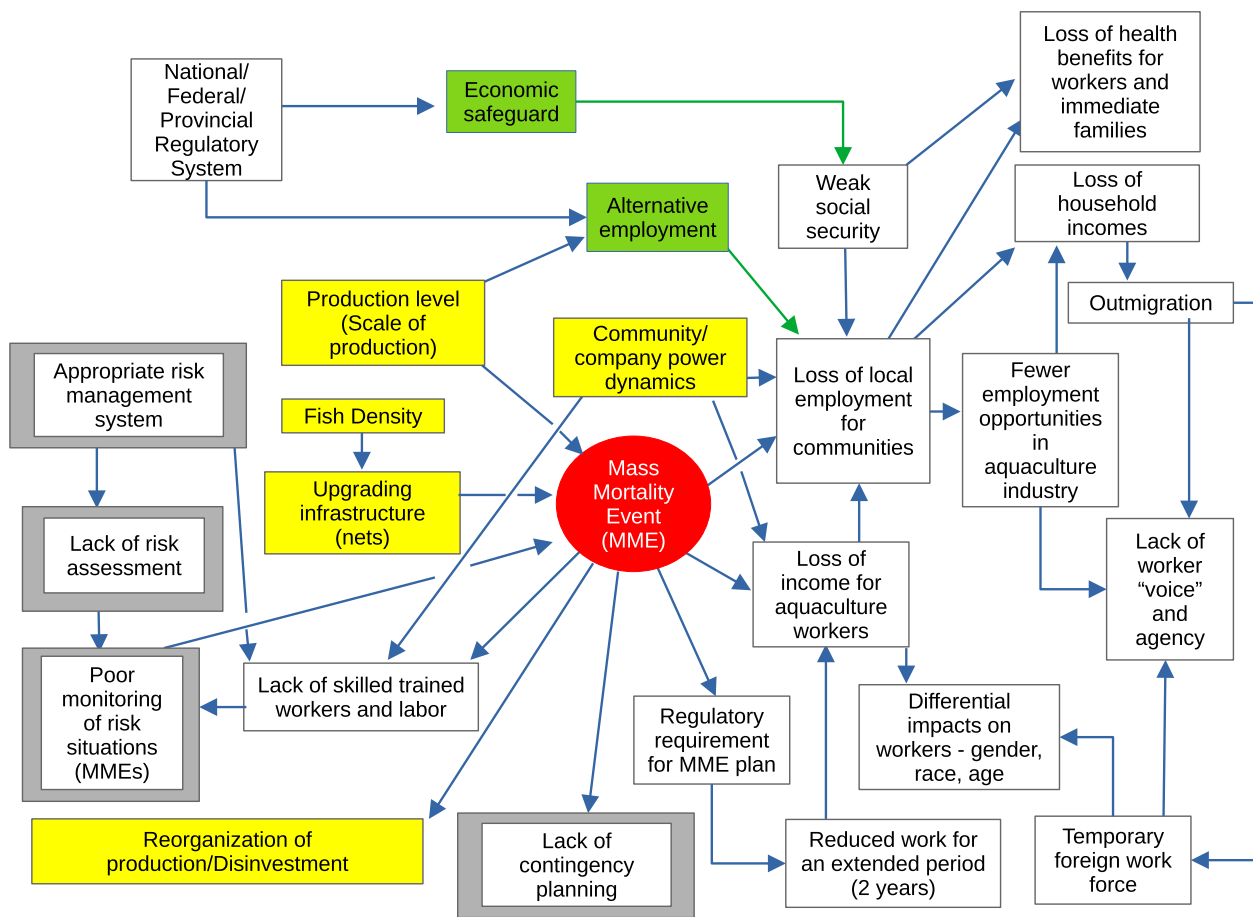 National/
Federal/
Provincial
Regulatory
System
Economic
safeguard
Loss of health
benefits for
workers and
immediate
families
Alternative
employment
Weak
social
security
Loss of
household
incomes
Outmigration
Production level
(Scale of
production)
Community/
company power
dynamics
Loss of local
employment
for
communities
Fewer
employment
opportunities
in
aquaculture
industry
Appropriate risk
management
system
Fish Density
Upgrading
infrastructure
(nets)
Mass
Mortality
Event
(MME)
Lack of risk
assessment
Loss of
income for
aquaculture
workers
Lack of
worker
“voice”
and
agency
Poor
monitoring
of risk
situations
(MMEs)
Lack of skilled trained
workers and labor
Regulatory
requirement
for MME plan
Differential
impacts on
workers - gender,
race, age
Reorganization of
production/Disinvestment
Lack of
contingency
planning
Reduced work for
an extended period
(2 years)
Temporary
foreign work
force